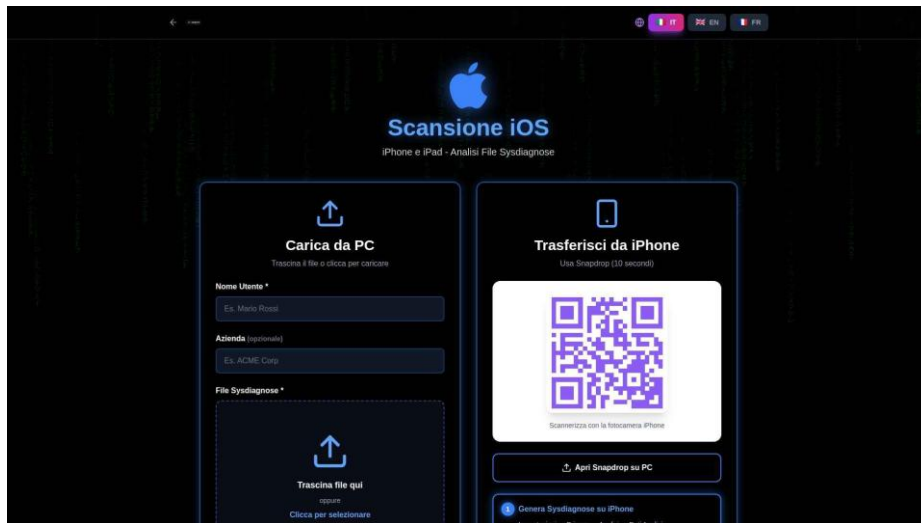 IT
EN
FR
Scansione iOS
iPhone e iPad - Analisi File Sysdiagnose
Carica da PC
Trascina il file o clicca per caricare
Nome Utente *
Es. Mario Rossi
Azienda (opzionale)
Es. ACME Corp
File Sysdiagnose *
Trascina file qui
oppure
Clicca per selezionare
Trasferisci da iPhone
Usa Snapdrop (10 secondi)
Scannerizza con la fotocamera iPhone
Apri Snapdrop su PC
1 Genera Sysdiagnose su iPhone